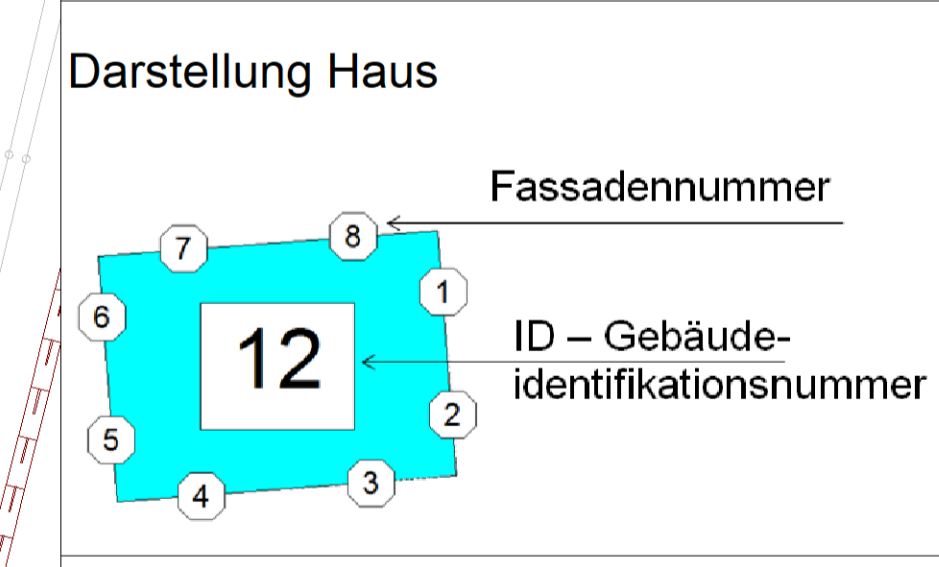 Darstellung Haus
Fassadennummer
8
7
1
6
12
ID – Gebäude-
identifikationsnummer
2
5
3
4